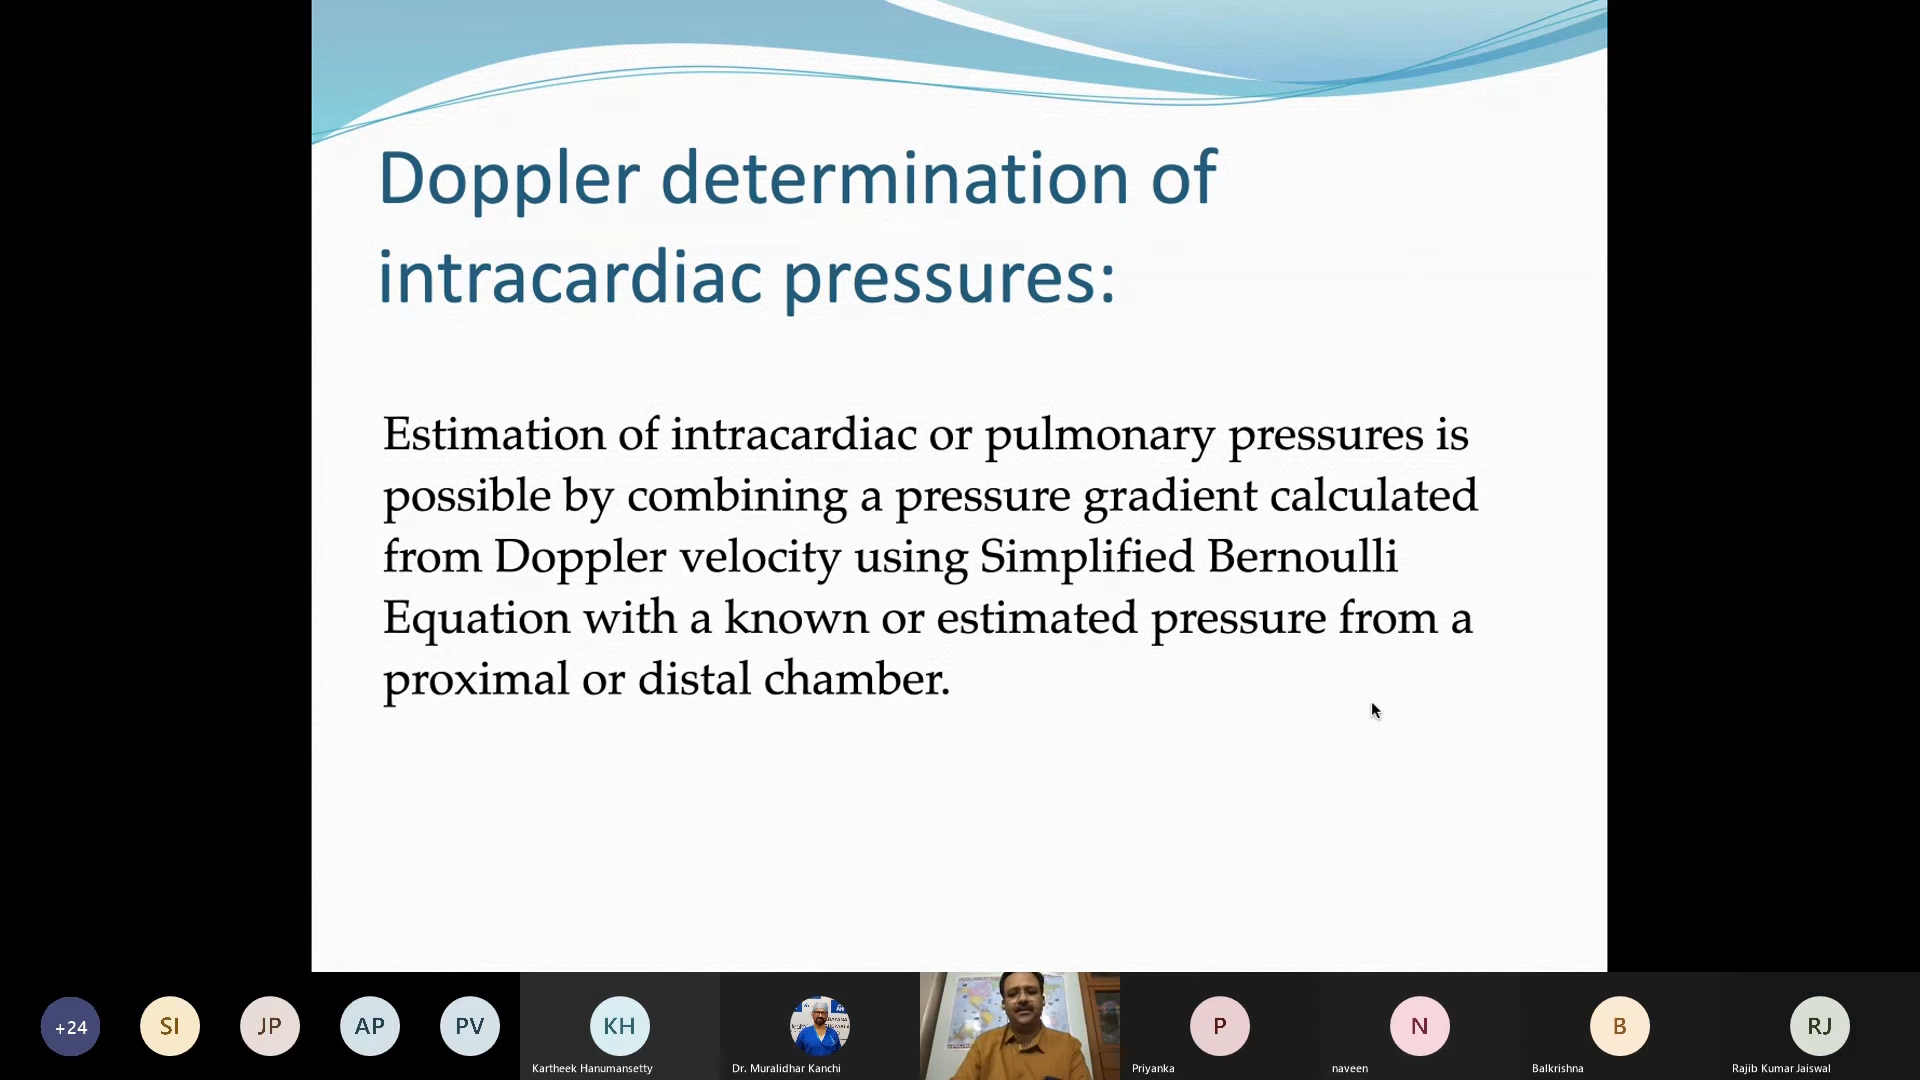 Doppler determination of
intracardiac pressures:
Estimation of intracardiac or pulmonary pressures is
possible by combining a pressure gradient calculated
from Doppler velocity using Simplified Bernoulli
Equation with a known or estimated pressure from a
proximal or distal chamber.
+24
SI
JP
AP
PV
KH
P
N
B
RJ
Kartheek Hanumansetty
Dr. Muralidhar Kanchi
Priyanka
naveen
Balkrishna
Rajib Kumar Jaiswal